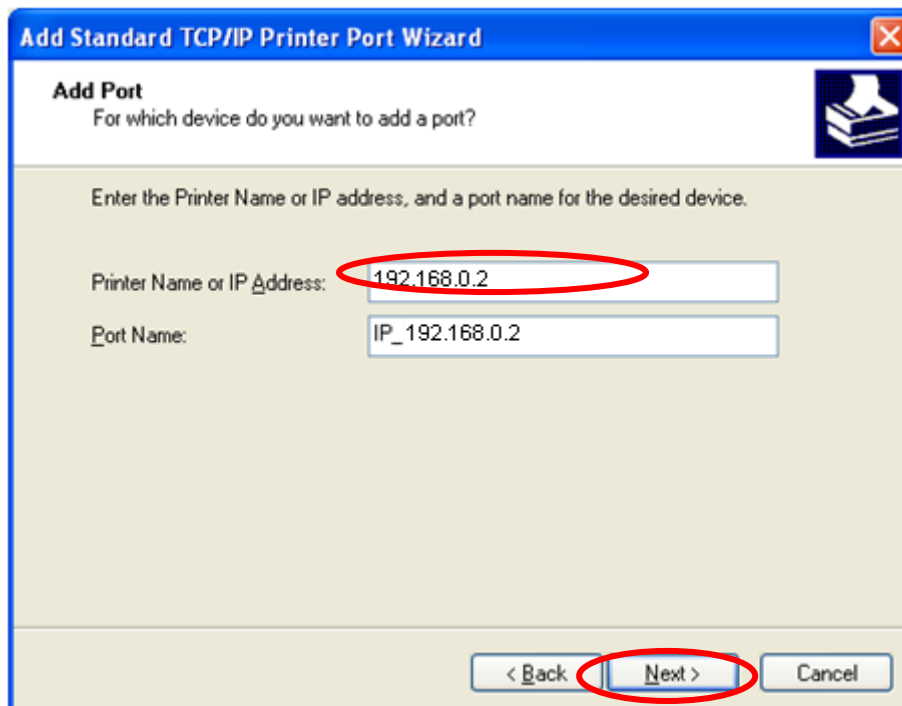 Add Standard TCP/IP Printer Port Wizard
Add Port
For which device do you want to add a port?
Enter the Printer Name or IP address, and a port name for the desired device.
Printer Name or IP Address: 192.168.0.2
Port Name: IP_192.168.0.2
< Back Next > Cancel